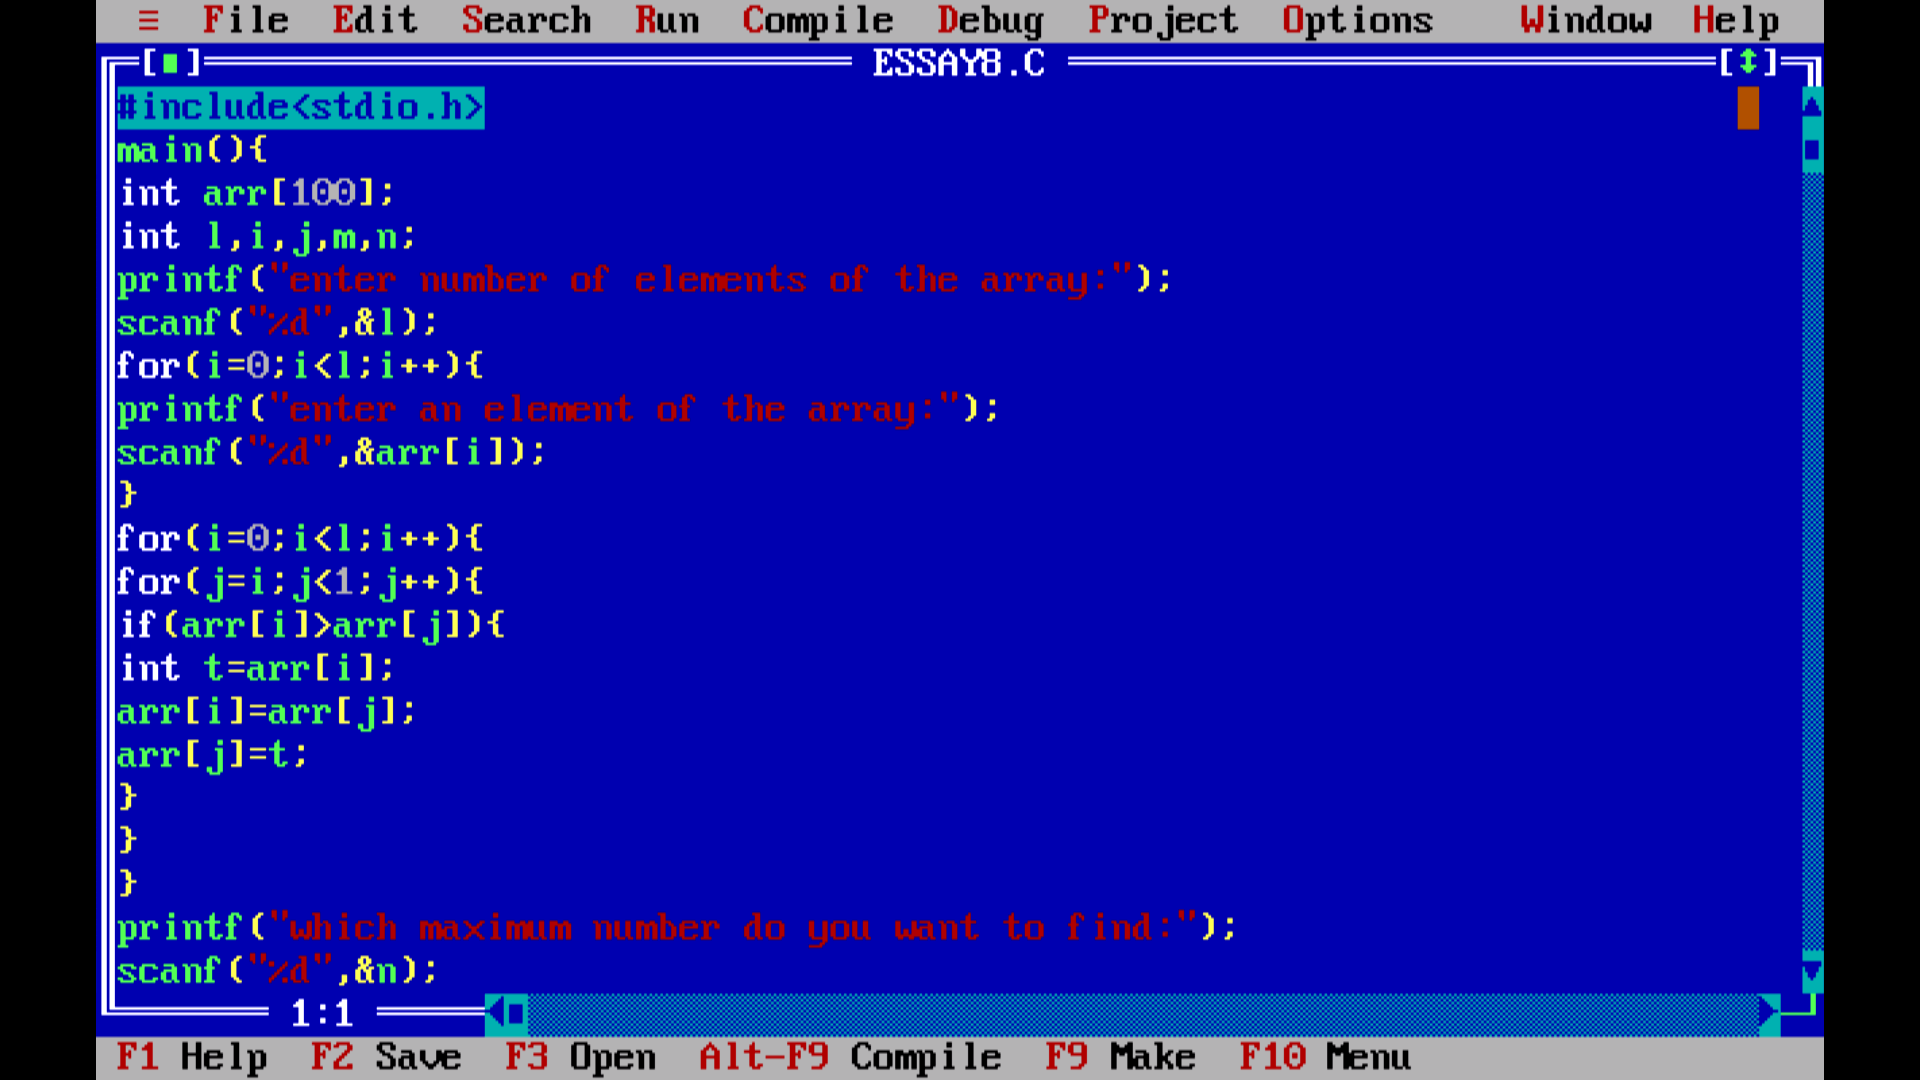 ≡ File Edit Search Run Compile Debug Project Options Window Help
[■] ESSAY8.C [↕]
#include<stdio.h>
main(){
int arr[100];
int l,i,j,m,n;
printf("enter number of elements of the array:");
scanf("%d",&l);
for(i=0;i<l;i++){
printf("enter an element of the array:");
scanf("%d",&arr[i]);
}
for(i=0;i<l;i++){
for(j=i;j<1;j++){
if(arr[i]>arr[j]){
int t=arr[i];
arr[i]=arr[j];
arr[j]=t;
}
}
}
printf("which maximum number do you want to find:");
scanf("%d",&n);
1:1
F1 Help F2 Save F3 Open Alt-F9 Compile F9 Make F10 Menu